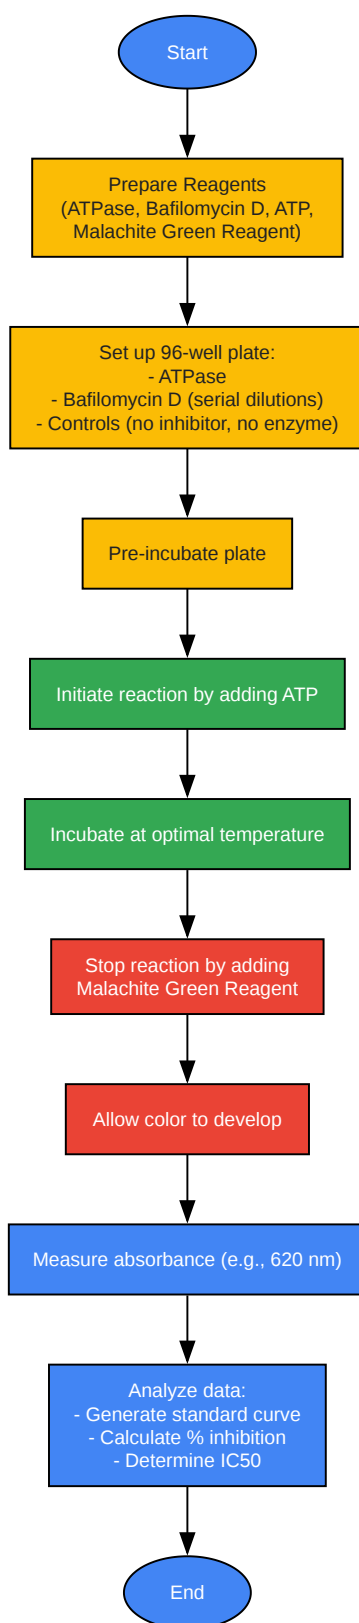 Start
Prepare Reagents
(ATPase, Bafilomycin D, ATP,
Malachite Green Reagent)
Set up 96-well plate:
- ATPase
- Bafilomycin D (serial dilutions)
- Controls (no inhibitor, no enzyme)
Pre-incubate plate
Initiate reaction by adding ATP
Incubate at optimal temperature
Stop reaction by adding
Malachite Green Reagent
Allow color to develop
Measure absorbance (e.g., 620 nm)
Analyze data:
- Generate standard curve
- Calculate % inhibition
- Determine IC50
End